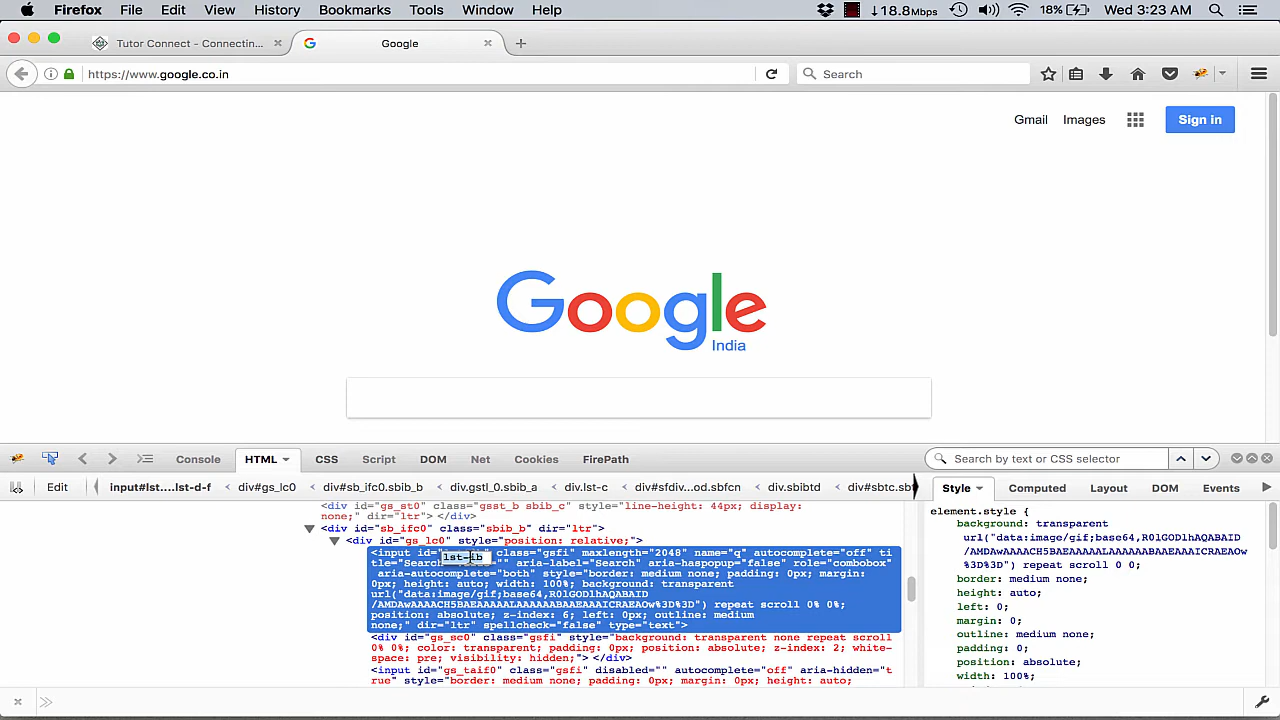 Firefox File Edit View History Bookmarks Tools Window Help ↓18.8Mbps 18% Wed 3:23 AM
Tutor Connect - Connectin... × Google × +
https://www.google.co.in Search
Gmail Images Sign in
Google
India
Console HTML CSS Script DOM Net Cookies FirePath Search by text or CSS selector
Edit input#lst....lst-d-f < div#gs_lc0 < div#sb_ifc0.sbib_b < div.gstl_0.sbib_a < div.lst-c < div#sfdiv...od.sbfcn < div.sbibtd < div#sbtc.sb
Style Computed Layout DOM Events
<div id="gs_st0" class="gsst_b sbib_c" style="line-height: 44px; display:
none;" dir="ltr"> </div>
<div id="sb_ifc0" class="sbib_b" dir="ltr">
<div id="gs_lc0" style="position: relative;">
<input id="lst-ib" class="gsfi" maxlength="2048" name="q" autocomplete="off" ti
tle="Search" "" aria-label="Search" aria-haspopup="false" role="combobox"
aria-autocomplete="both" style="border: medium none; padding: 0px; margin:
0px; height: auto; width: 100%; background: transparent
url("data:image/gif;base64,R0lGODlhAQABAID
/AMDAwAAAACH5BAEAAAAALAAAAAABAAEAAAICRAEAOw%3D%3D") repeat scroll 0% 0%;
position: absolute; z-index: 6; left: 0px; outline: medium
none;" dir="ltr" spellcheck="false" type="text">
<div id="gs_sc0" class="gsfi" style="background: transparent none repeat scroll
0% 0%; color: transparent; padding: 0px; position: absolute; z-index: 2; white-
space: pre; visibility: hidden;"> </div>
<input id="gs_taif0" class="gsfi" disabled="" autocomplete="off" aria-hidden="t
rue" style="border: medium none; padding: 0px; margin: 0px; height: auto;
element.style {
background: transparent
url("data:image/gif;base64,R0lGODlhAQABAID
/AMDAwAAAACH5BAEAAAAALAAAAAABAAEAAAICRAEAOw
%3D%3D") repeat scroll 0 0;
border: medium none;
height: auto;
left: 0;
margin: 0;
outline: medium none;
padding: 0;
position: absolute;
width: 100%;